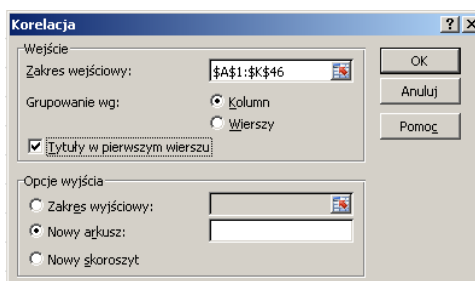 Korelacja
Wejście
Zakres wejściowy: $A$1:$K$46
OK
Grupowanie wg: Kolumn
Anuluj
Wierszy
Pomoc
Tytuły w pierwszym wierszu
Opcje wyjścia
Zakres wyjściowy:
Nowy arkusz:
Nowy skoroszyt